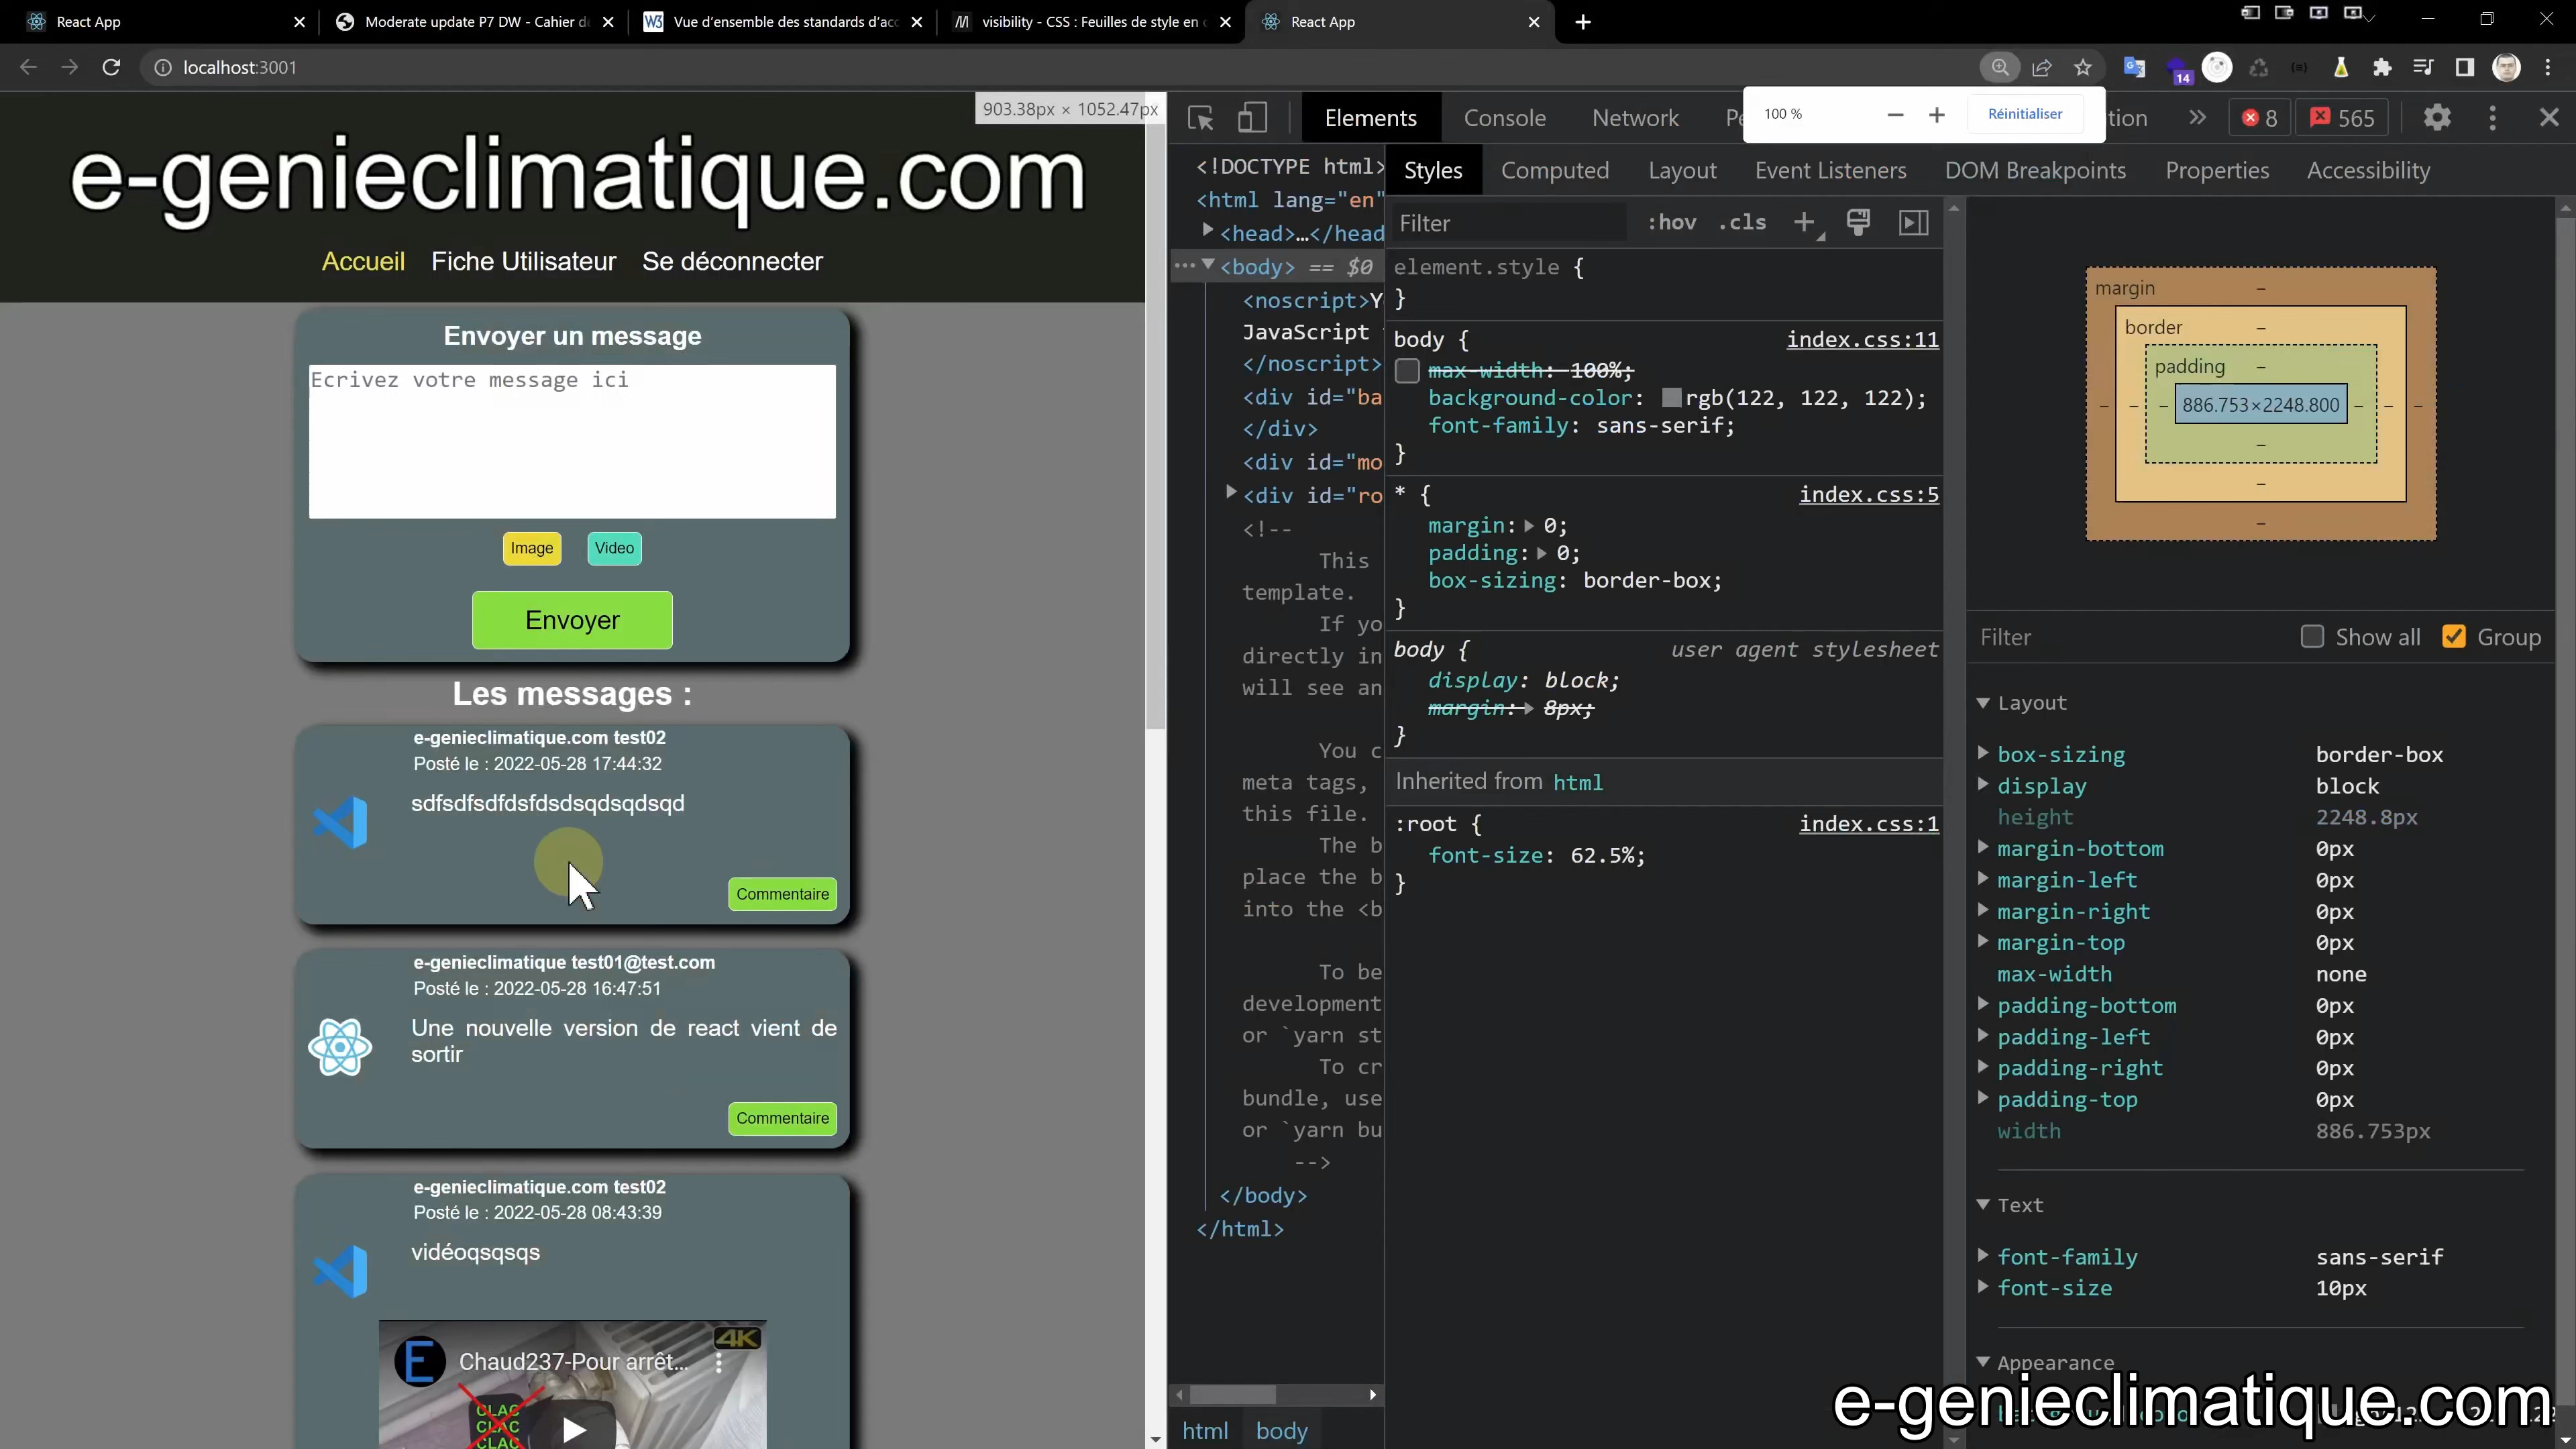 React App
Moderate update P7 DW - Cahier de
Vue d'ensemble des standards d'acc
visibility - CSS : Feuilles de style en c
React App
localhost:3001
14
903.38px × 1052.47px
e-genieclimatique.com
Accueil Fiche Utilisateur Se déconnecter
Envoyer un message
Ecrivez votre message ici
Image Video
Envoyer
Les messages :
e-genieclimatique.com test02
Posté le : 2022-05-28 17:44:32
sdfsdfsdfdsfdsdsqdsqdsqd
Commentaire
e-genieclimatique test01@test.com
Posté le : 2022-05-28 16:47:51
Une nouvelle version de react vient de
sortir
Commentaire
e-genieclimatique.com test02
Posté le : 2022-05-28 08:43:39
vidéoqsqsqs
E Chaud237-Pour arrêt...
4K
CLAC
CLAC
CLAC
Elements Console Network Pe
100 % − + Réinitialiser
tion » 8 565
<!DOCTYPE html>
<html lang="en"
<head>…</head
<body> == $0
<noscript>Y
JavaScript
</noscript>
<div id="ba
</div>
<div id="mo
<div id="ro
<!--
This
template.
If yo
directly in
will see an
You c
meta tags,
this file.
The b
place the b
into the <b
To be
development
or `yarn st
To cr
bundle, use
or `yarn bu
-->
</body>
</html>
html body
Styles Computed Layout Event Listeners DOM Breakpoints Properties Accessibility
Filter :hov .cls +
element.style {
}
body { index.css:11
max-width: 100%;
background-color: rgb(122, 122, 122);
font-family: sans-serif;
}
* { index.css:5
margin: 0;
padding: 0;
box-sizing: border-box;
}
body { user agent stylesheet
display: block;
margin: 8px;
}
Inherited from html
:root { index.css:1
font-size: 62.5%;
}
margin –
border –
padding –
– – – 886.753×2248.800 – – –
–
–
–
Filter Show all Group
Layout
box-sizing border-box
display block
height 2248.8px
margin-bottom 0px
margin-left 0px
margin-right 0px
margin-top 0px
max-width none
padding-bottom 0px
padding-left 0px
padding-right 0px
padding-top 0px
width 886.753px
Text
font-family sans-serif
font-size 10px
Appearance
e-genieclimatique.com